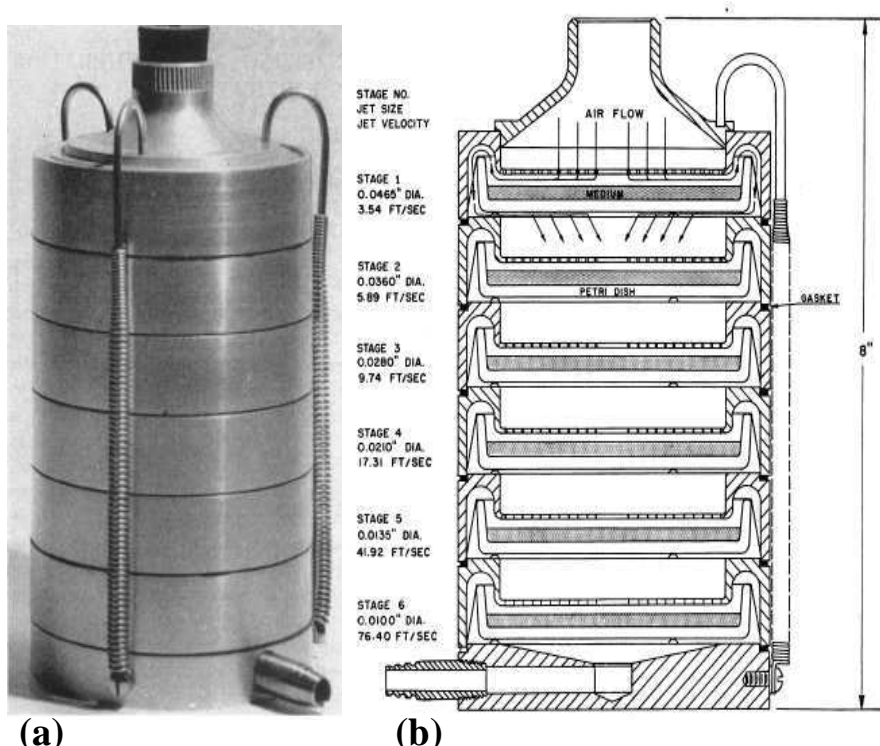 STAGE NO.
JET SIZE
JET VELOCITY
AIR FLOW
STAGE 1
0.0465" DIA.
3.54 FT/SEC
MEDIUM
STAGE 2
0.0360" DIA.
5.89 FT/SEC
PETRI DISH
GASKET
STAGE 3
0.0280" DIA.
9.74 FT/SEC
8"
STAGE 4
0.0210" DIA.
17.31 FT/SEC
STAGE 5
0.0135" DIA.
41.92 FT/SEC
STAGE 6
0.0100" DIA.
76.40 FT/SEC
(a)
(b)